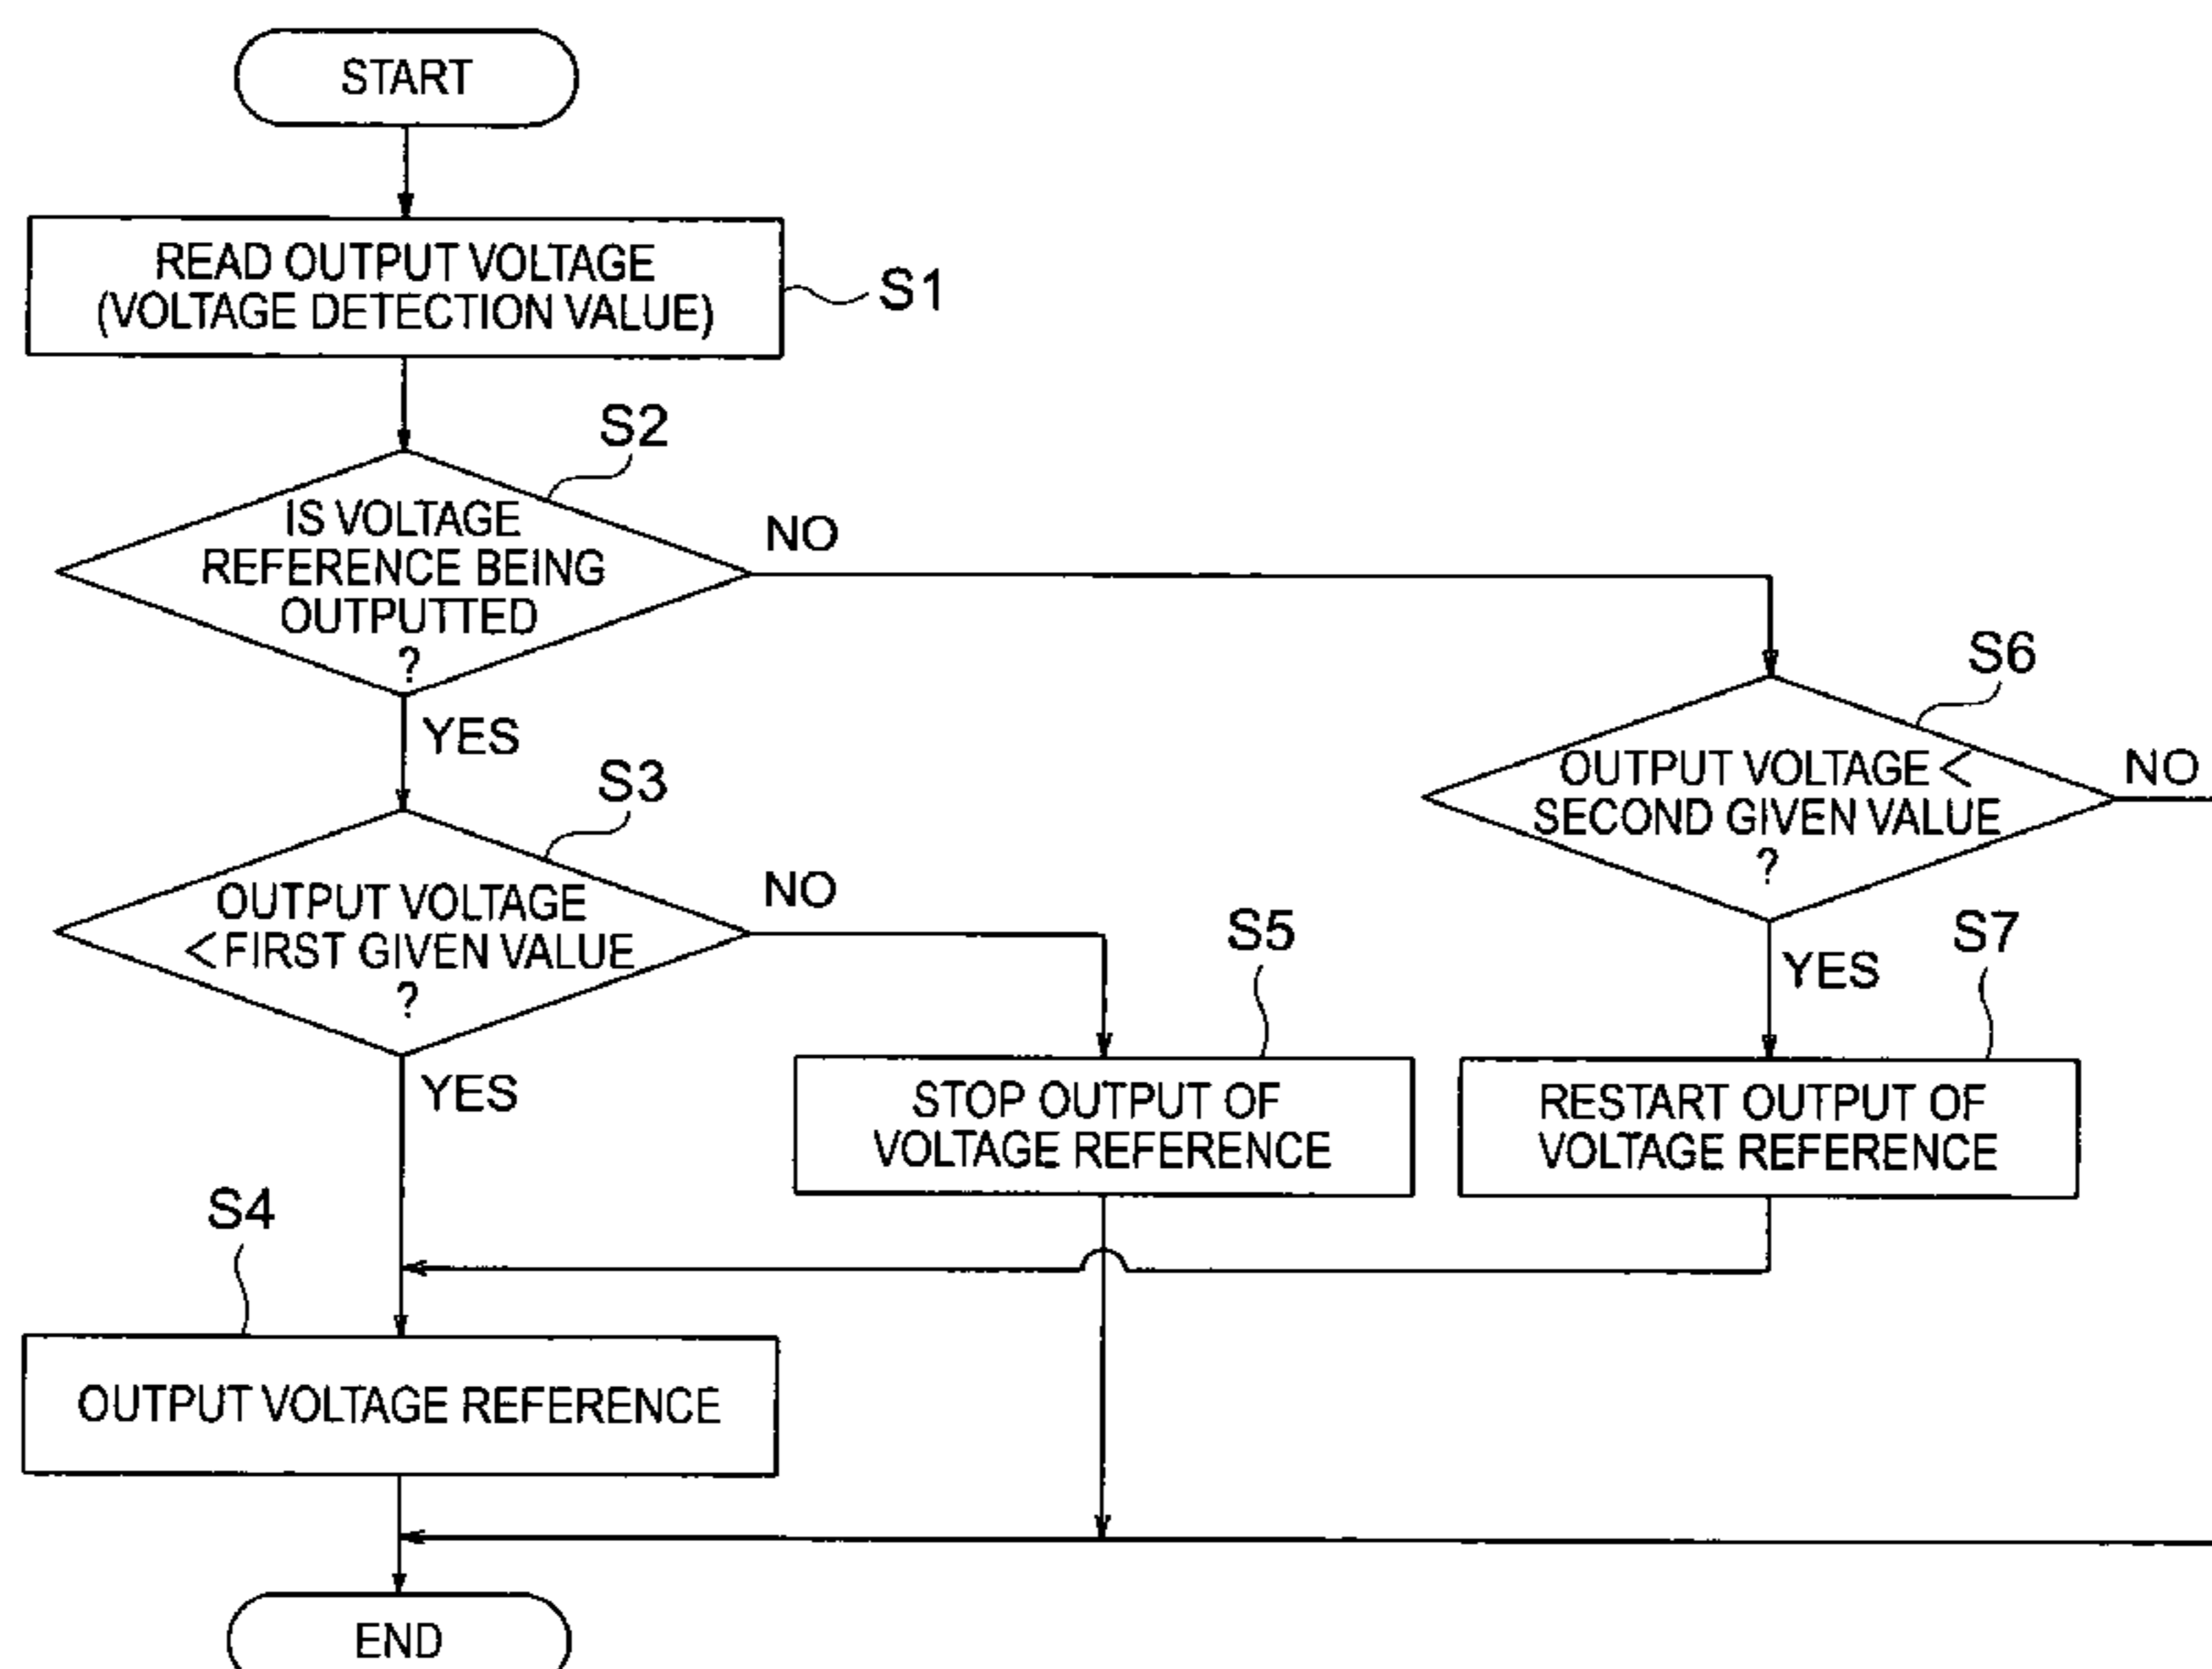 START
READ OUTPUT VOLTAGE
(VOLTAGE DETECTION VALUE)
S1
S2
IS VOLTAGE
REFERENCE BEING
OUTPUTTED
?
NO
YES
S3
OUTPUT VOLTAGE
<FIRST GIVEN VALUE
?
NO
YES
S6
OUTPUT VOLTAGE <
SECOND GIVEN VALUE
?
NO
YES
S5
STOP OUTPUT OF
VOLTAGE REFERENCE
S7
RESTART OUTPUT OF
VOLTAGE REFERENCE
S4
OUTPUT VOLTAGE REFERENCE
END